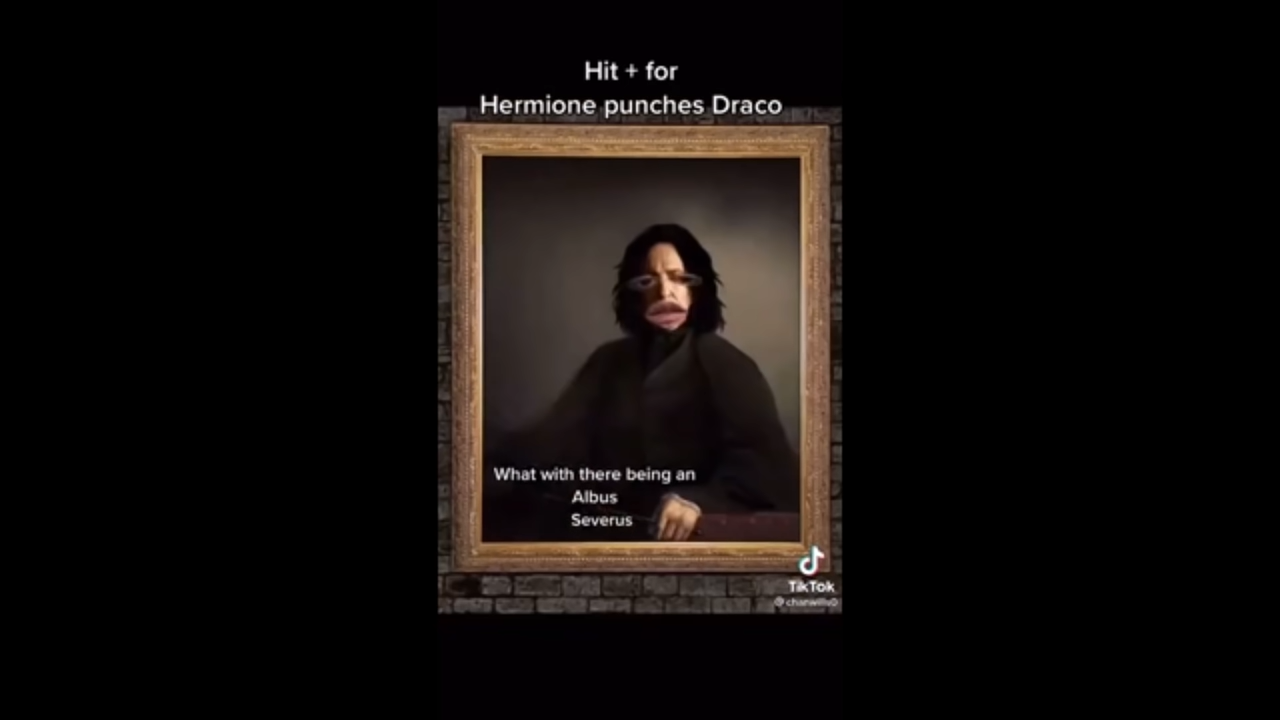 Hit + for
Hermione punches Draco
What with there being an
Albus
Severus
TikTok